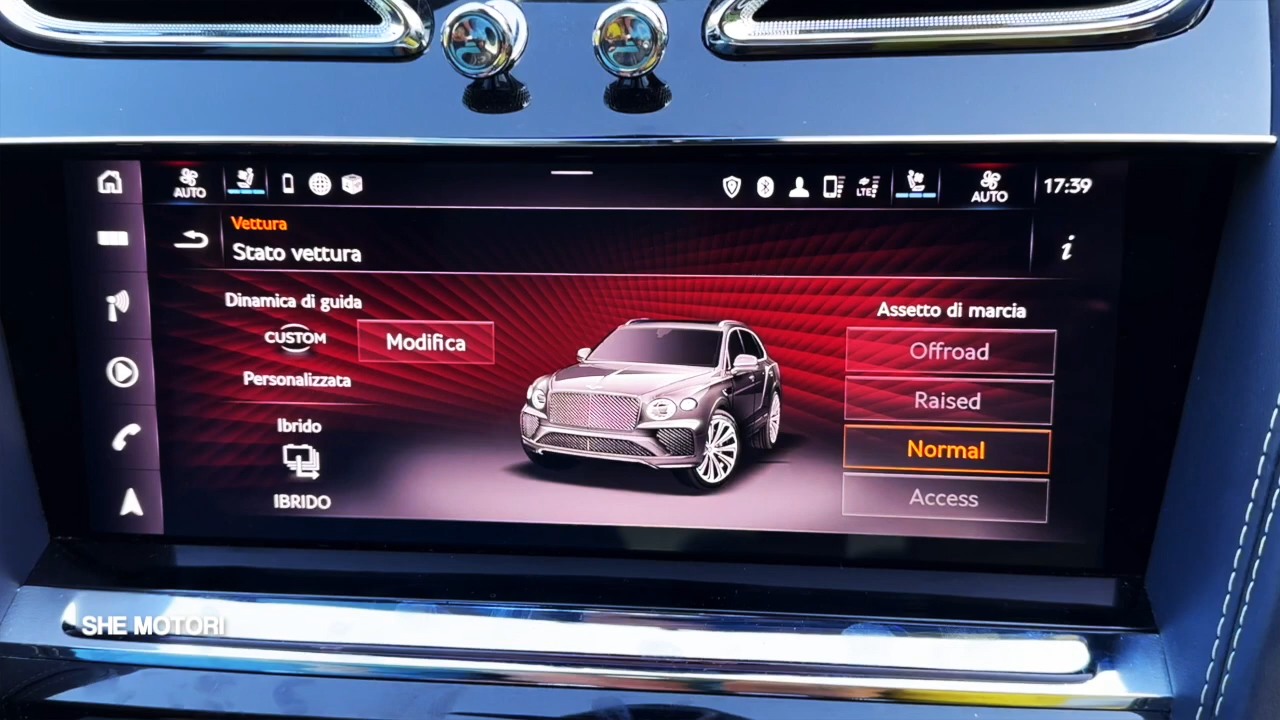 AUTO
LTE
AUTO
17:39
Vettura
Stato vettura
i
Dinamica di guida
CUSTOM
Modifica
Personalizzata
Ibrido
IBRIDO
Assetto di marcia
Offroad
Raised
Normal
Access
SHE MOTORI